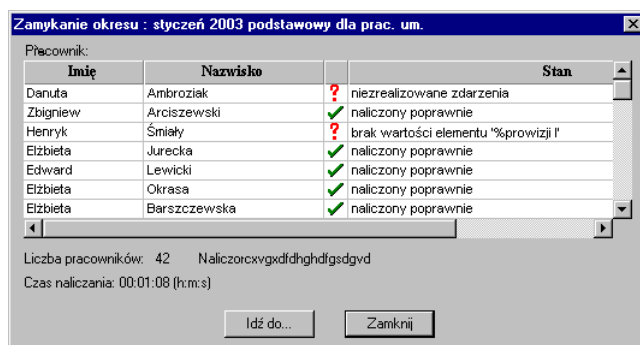 Zamykanie okresu : styczeń 2003 podstawowy dla prac. um.
Pracownik:
Imię Nazwisko Stan
Danuta Ambroziak ? niezrealizowane zdarzenia
Zbigniew Arciszewski ✓ naliczony poprawnie
Henryk Śmiały ? brak wartości elementu '%prowizji I'
Elżbieta Jurecka ✓ naliczony poprawnie
Edward Lewicki ✓ naliczony poprawnie
Elżbieta Okrasa ✓ naliczony poprawnie
Elżbieta Barszczewska ✓ naliczony poprawnie
Liczba pracowników: 42 Naliczorcxvgxdfdhghdfgsdgvd
Czas naliczania: 00:01:08 (h:m:s)
Idź do... Zamknij